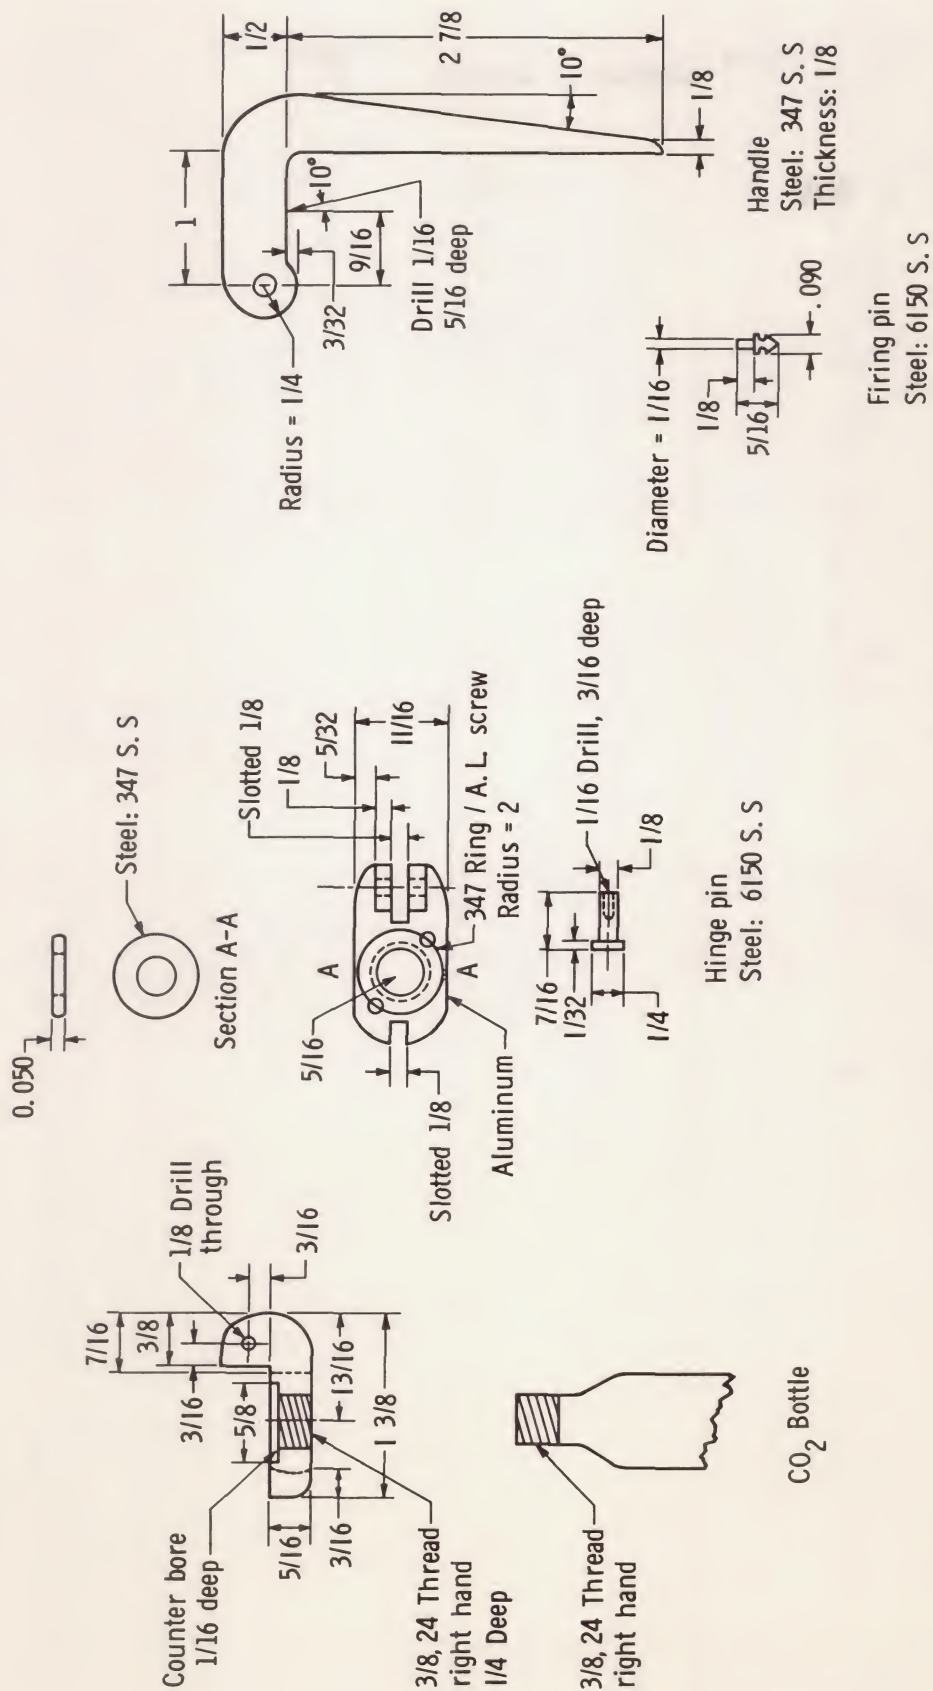 Counter bore
1/16 deep
7/16
3/8
3/16
5/8
1/8 Drill
through
3/16
5/16
3/16
13/16
1 3/8
3/8, 24 Thread
right hand
1/4 Deep
3/8, 24 Thread
right hand
CO2 Bottle
0.050
Steel: 347 S. S
Section A-A
5/16
A
A
Slotted 1/8
1/8
5/32
11/16
347 Ring / A. L. screw
Radius = 2
Slotted 1/8
Aluminum
7/16
1/32
1/4
1/16 Drill, 3/16 deep
1/8
Hinge pin
Steel: 6150 S. S
1
1/2
2 7/8
Radius = 1/4
3/32
9/16
10°
Drill 1/16
5/16 deep
10°
1/8
Handle
Steel: 347 S. S
Thickness: 1/8
Diameter = 1/16
1/8
5/16
.090
Firing pin
Steel: 6150 S. S